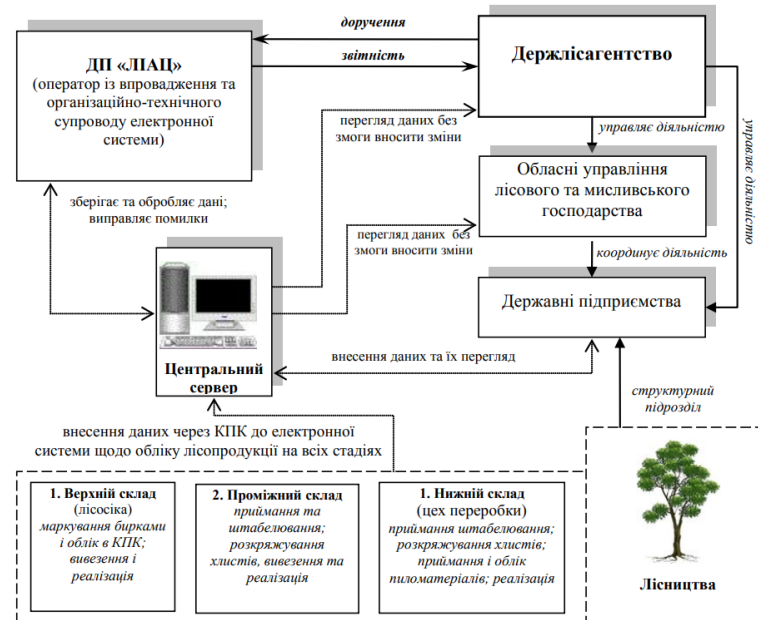 доручення
звітність
ДП «ЛІАЦ»
(оператор із впровадження та
організаційно-технічного
супроводу електронної
системи)
Держлісагентство
перегляд даних без
змоги вносити зміни
управляє діяльністю
управляє діяльністю
Обласні управління
лісового та мисливського
господарства
зберігає та обробляє дані;
виправляє помилки
перегляд даних без
змоги вносити зміни
координує діяльність
Державні підприємства
Центральний
сервер
внесення даних та їх перегляд
структурний
підрозділ
внесення даних через КПК до електронної
системи щодо обліку лісопродукції на всіх стадіях
1. Верхній склад
(лісосіка)
маркування бирками
і облік в КПК;
вивезення і
реалізація
2. Проміжний склад
приймання та
штабелювання;
розкряжування
хлистів, вивезення та
реалізація
1. Нижній склад
(цех переробки)
приймання штабелювання;
розкряжування хлистів;
приймання і облік
пиломатеріалів; реалізація
Лісництва